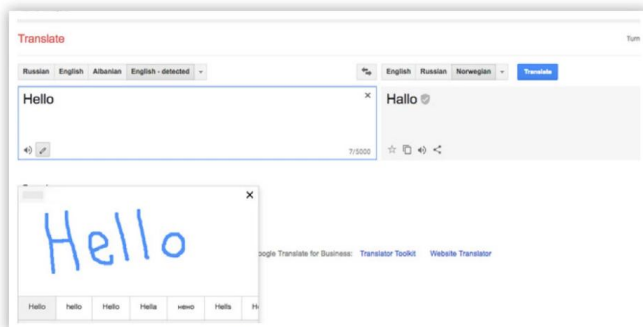 Translate
Turn
Russian English Albanian English - detected
English Russian Norwegian Translate
Hello
Hallo
7/5000
Hello
oogle Translate for Business: Translator Toolkit Website Translator
Hello hello Hello Hella Hells H